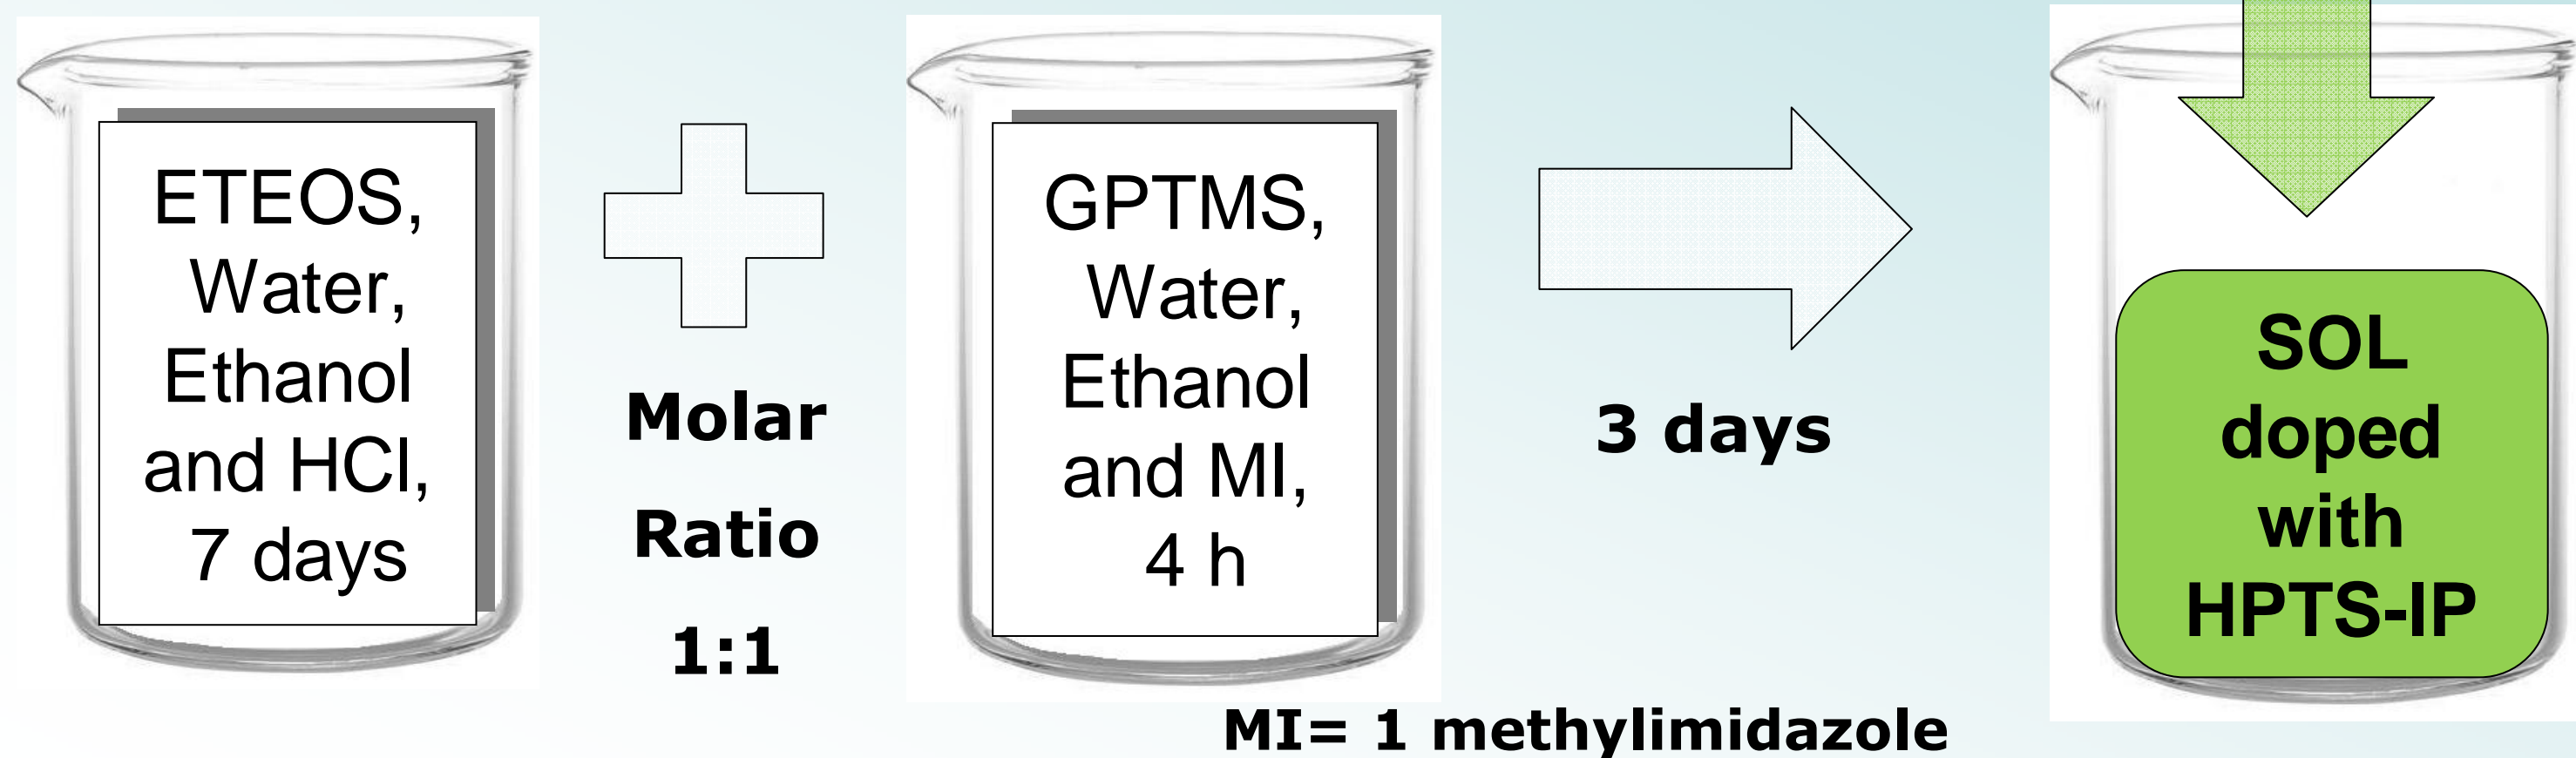 ETEOS,
Water,
Ethanol
and HCl,
7 days
Molar
Ratio
1:1
GPTMS,
Water,
Ethanol
and MI,
4 h
3 days
SOL
doped
with
HPTS-IP
MI= 1 methylimidazole